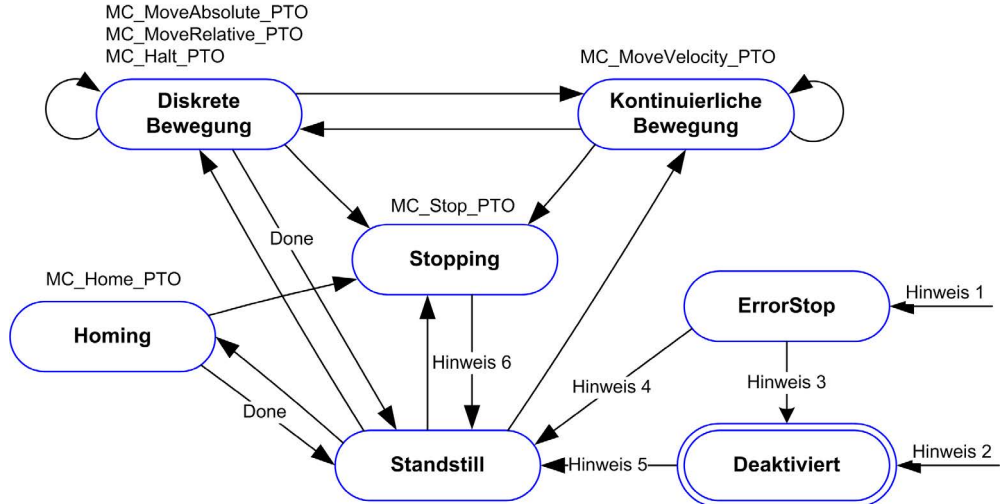 MC_MoveAbsolute_PTO
MC_MoveRelative_PTO
MC_Halt_PTO
MC_MoveVelocity_PTO
Diskrete
Bewegung
Kontinuierliche
Bewegung
MC_Stop_PTO
Done
Stopping
MC_Home_PTO
ErrorStop
Hinweis 1
Homing
Hinweis 6
Hinweis 4
Hinweis 3
Done
Standstill
Hinweis 5
Deaktiviert
Hinweis 2